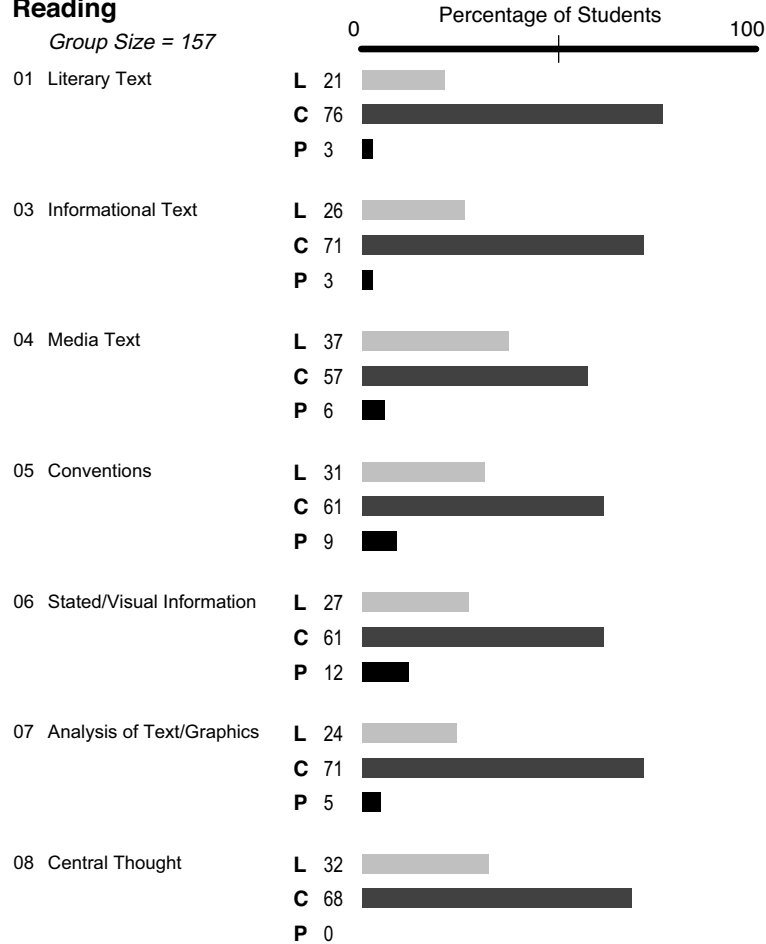 Reading
Group Size = 157
Percentage of Students
0 100
01 Literary Text L 21
C 76
P 3
03 Informational Text L 26
C 71
P 3
04 Media Text L 37
C 57
P 6
05 Conventions L 31
C 61
P 9
06 Stated/Visual Information L 27
C 61
P 12
07 Analysis of Text/Graphics L 24
C 71
P 5
08 Central Thought L 32
C 68
P 0